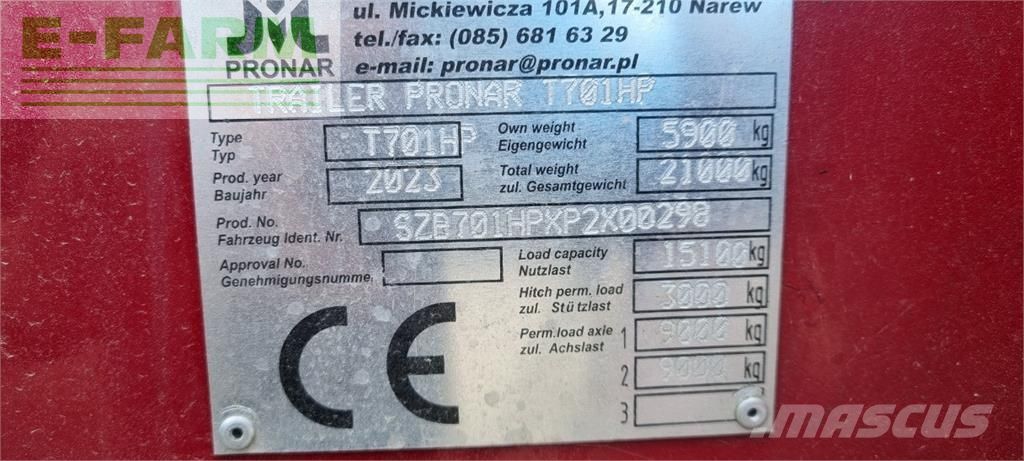 E-FARM
PRONAR
ul. Mickiewicza 101A,17-210 Narew
tel./fax: (085) 681 63 29
e-mail: pronar@pronar.pl
TRAILER PRONAR T701HP
Type
Typ
T701HP
Own weight
Eigengewicht
5900 kg
Prod. year
Baujahr
2023
Total weight
zul. Gesamtgewicht
21000 kg
Prod. No.
Fahrzeug Ident. Nr.
SZB701HPXP2X00298
Approval No.
Genehmigungsnumme
Load capacity
Nutzlast
15100 kg
Hitch perm. load
zul. Stützlast
3000 kg
Perm.load axle
zul. Achslast
1 9000 kg
2 9000 kg
3
CE
MASCUS